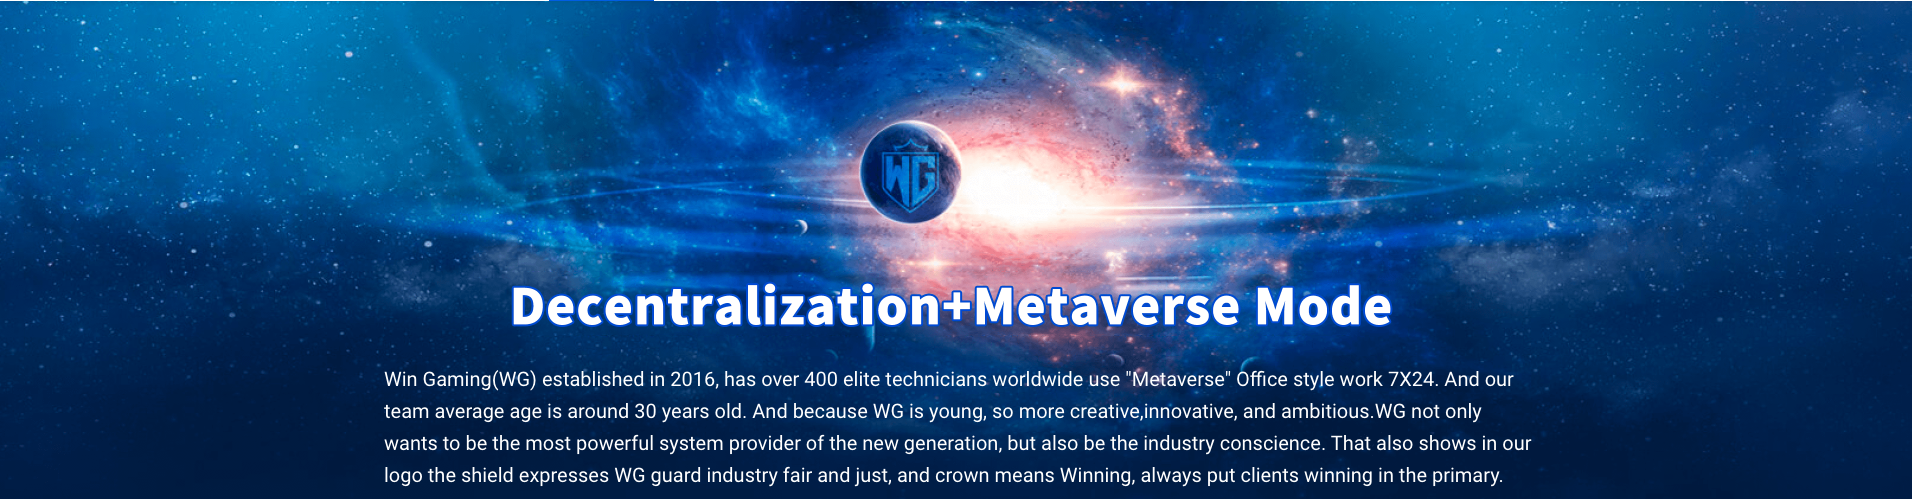 WG
Decentralization+Metaverse Mode
Win Gaming(WG) established in 2016, has over 400 elite technicians worldwide use "Metaverse" Office style work 7X24. And our
team average age is around 30 years old. And because WG is young, so more creative,innovative, and ambitious.WG not only
wants to be the most powerful system provider of the new generation, but also be the industry conscience. That also shows in our
logo the shield expresses WG guard industry fair and just, and crown means Winning, always put clients winning in the primary.